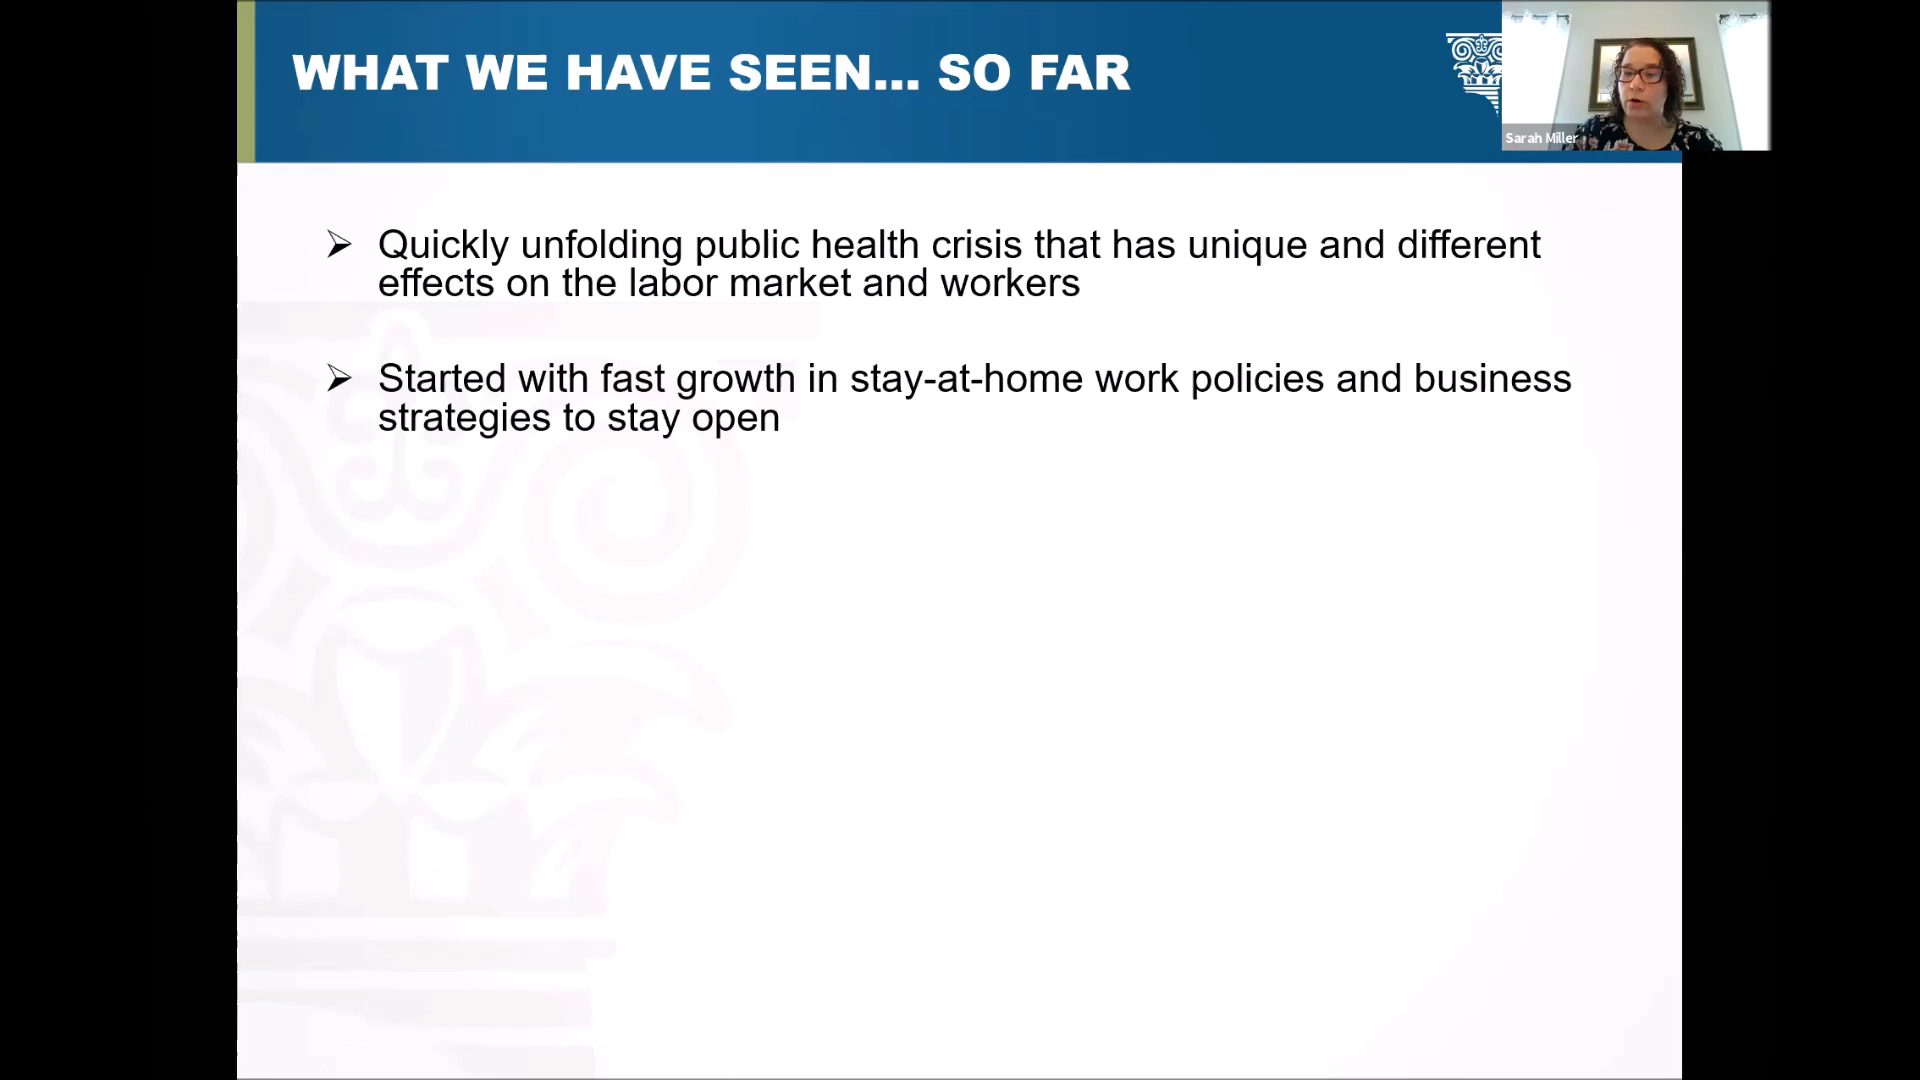 WHAT WE HAVE SEEN... SO FAR
Sarah Miller
Quickly unfolding public health crisis that has unique and different
effects on the labor market and workers
Started with fast growth in stay-at-home work policies and business
strategies to stay open